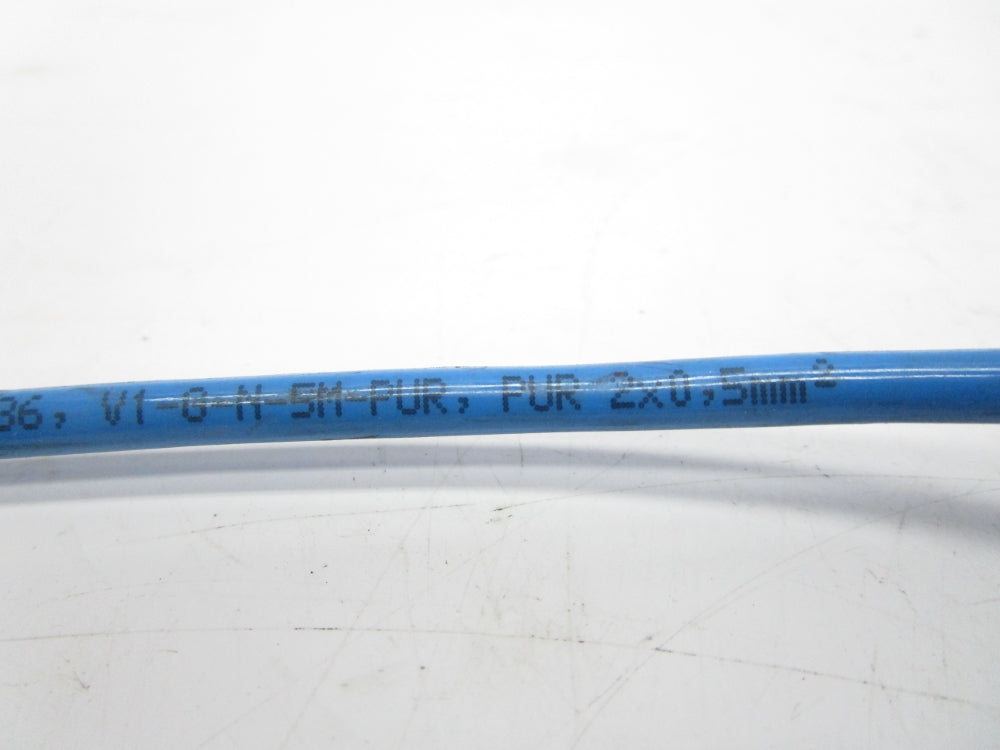 36, V1-G-N-5M-PUR, PUR 2x0,5mm²